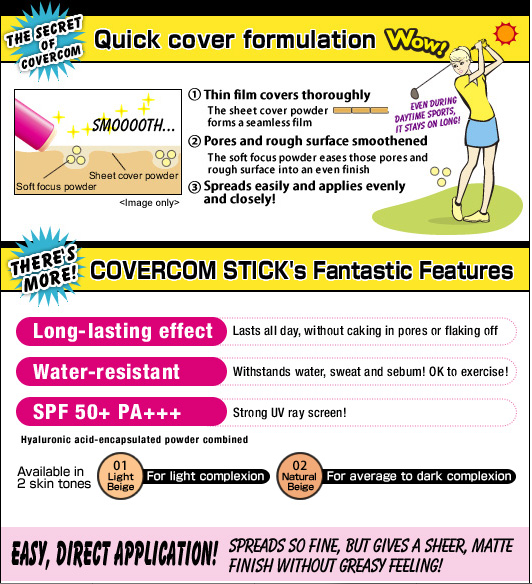 THE SECRET
OF
COVERCOM
Quick cover formulation
Wow!
SMOOOOTH...
Soft focus powder
Sheet cover powder
<Image only>
① Thin film covers thoroughly
The sheet cover powder
forms a seamless film
② Pores and rough surface smoothened
The soft focus powder eases those pores and
rough surface into an even finish
③ Spreads easily and applies evenly
and closely!
EVEN DURING
DAYTIME SPORTS,
IT STAYS ON LONG!
THERE'S
MORE!
COVERCOM STICK's Fantastic Features
Long-lasting effect
Lasts all day, without caking in pores or flaking off
Water-resistant
Withstands water, sweat and sebum! OK to exercise!
SPF 50+ PA+++
Strong UV ray screen!
Hyaluronic acid-encapsulated powder combined
Available in
2 skin tones
01
Light
Beige
For light complexion
02
Natural
Beige
For average to dark complexion
EASY, DIRECT APPLICATION!
SPREADS SO FINE, BUT GIVES A SHEER, MATTE
FINISH WITHOUT GREASY FEELING!